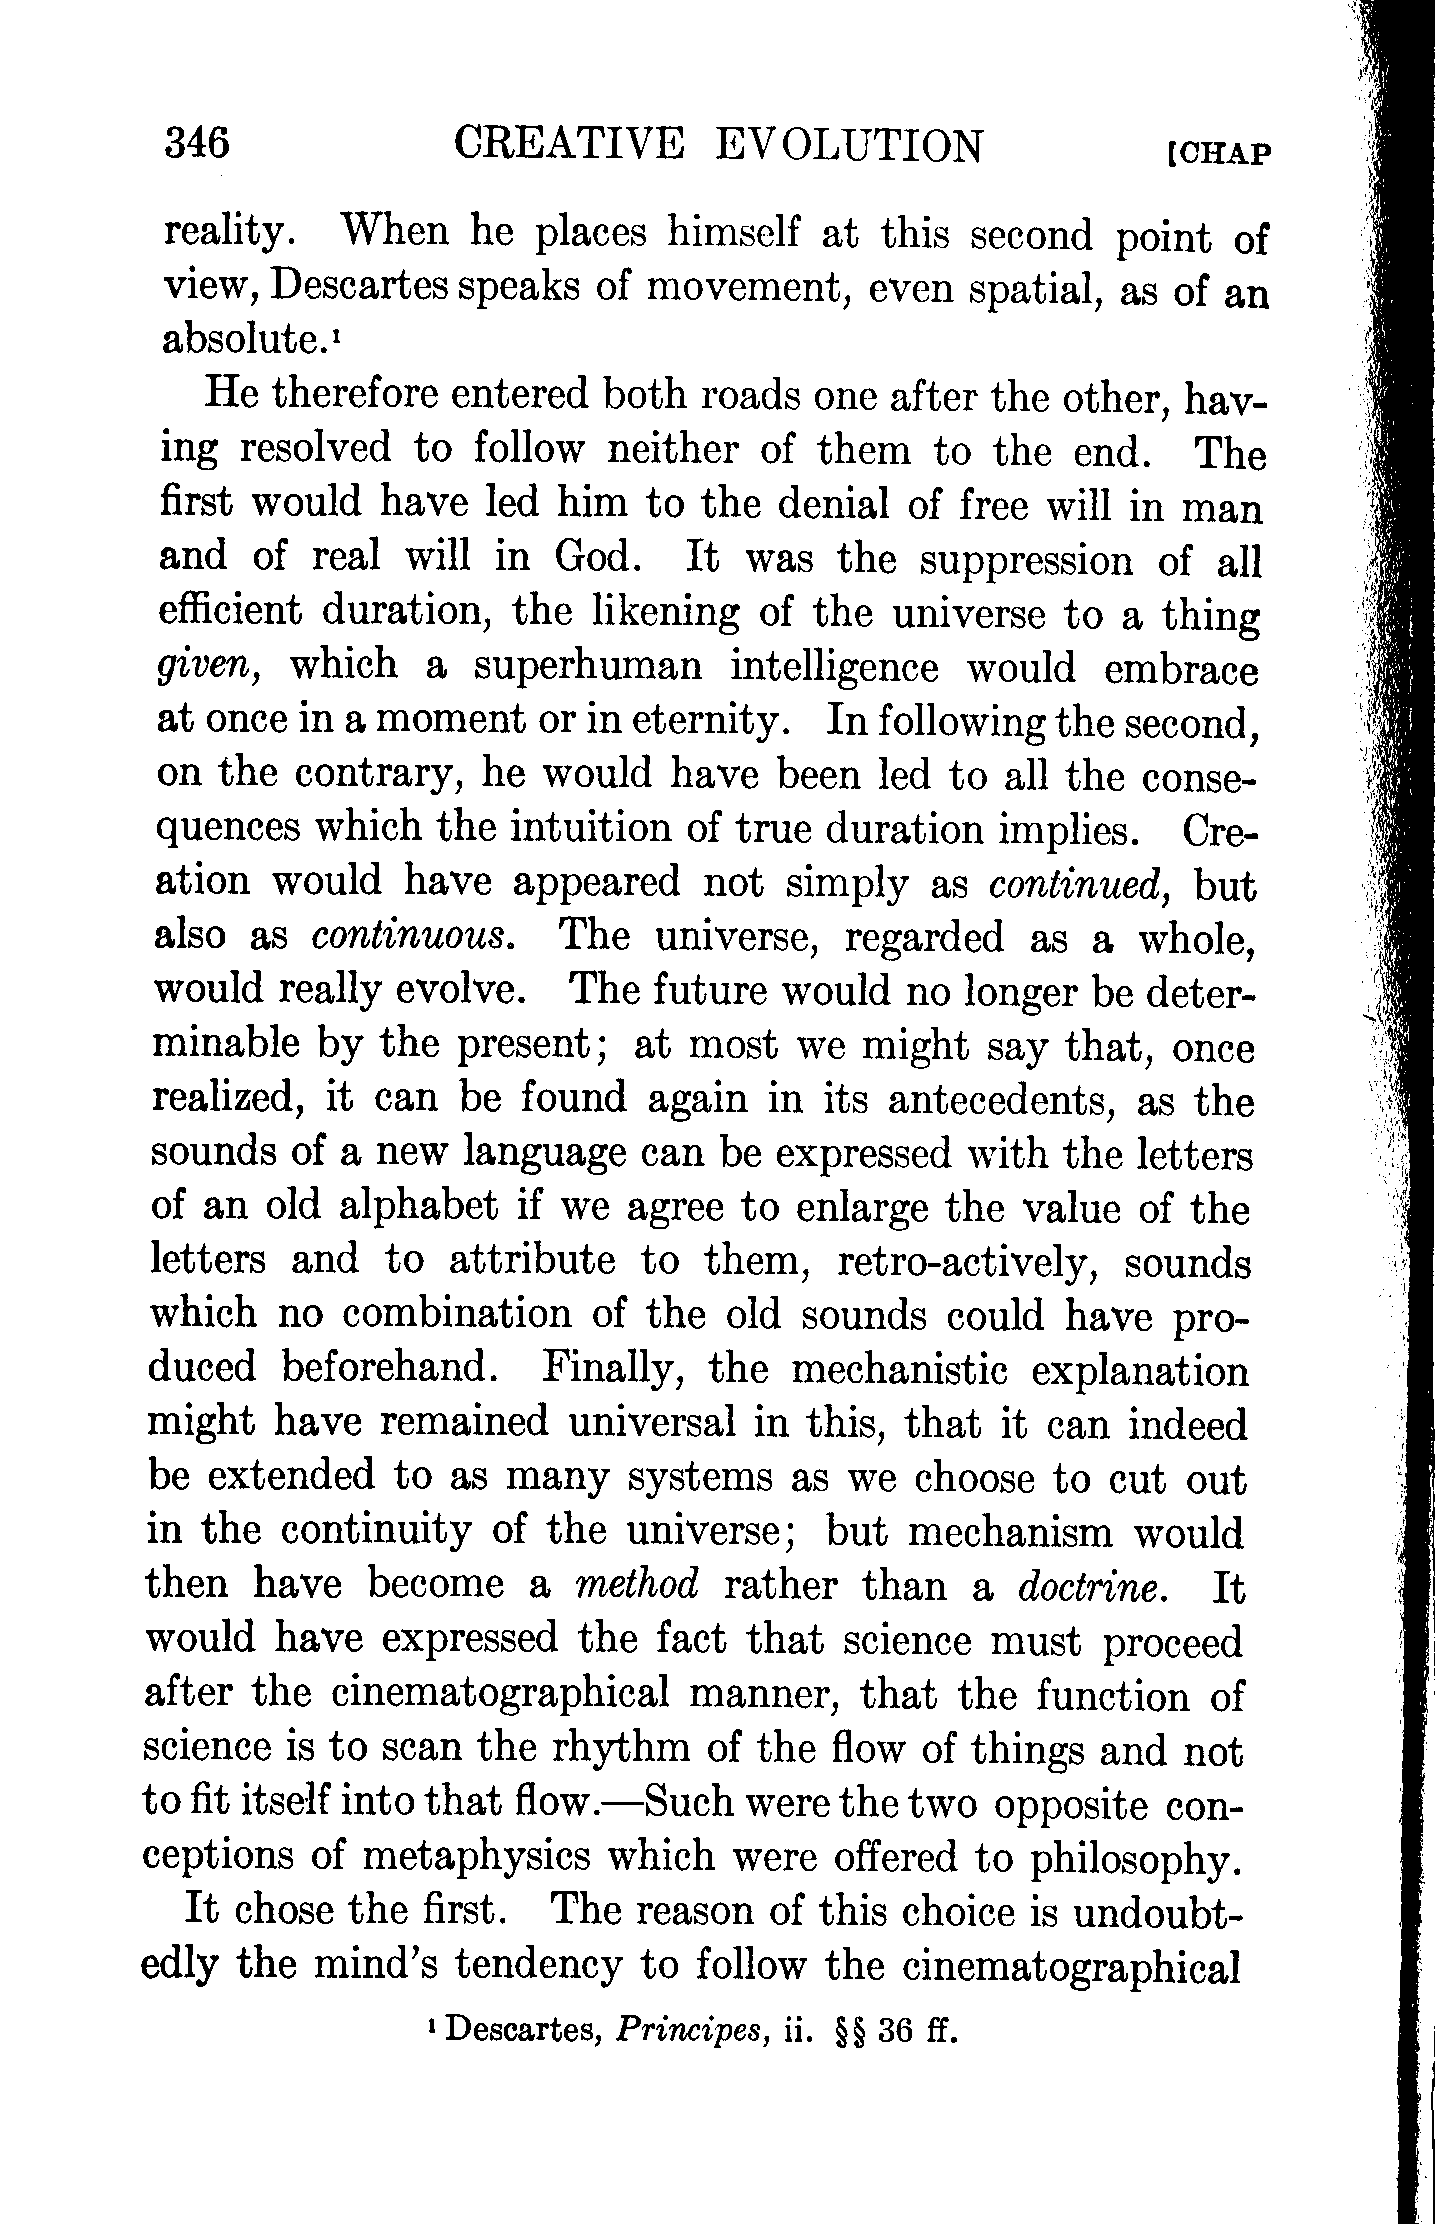 346 CREATIVE EVOLUTION [CHAP
reality. When he places himself at this second point of
view, Descartes speaks of movement, even spatial, as of an
absolute.¹
He therefore entered both roads one after the other, hav-
ing resolved to follow neither of them to the end. The
first would have led him to the denial of free will in man
and of real will in God. It was the suppression of all
efficient duration, the likening of the universe to a thing
given, which a superhuman intelligence would embrace
at once in a moment or in eternity. In following the second,
on the contrary, he would have been led to all the conse-
quences which the intuition of true duration implies. Cre-
ation would have appeared not simply as continued, but
also as continuous. The universe, regarded as a whole,
would really evolve. The future would no longer be deter-
minable by the present; at most we might say that, once
realized, it can be found again in its antecedents, as the
sounds of a new language can be expressed with the letters
of an old alphabet if we agree to enlarge the value of the
letters and to attribute to them, retro-actively, sounds
which no combination of the old sounds could have pro-
duced beforehand. Finally, the mechanistic explanation
might have remained universal in this, that it can indeed
be extended to as many systems as we choose to cut out
in the continuity of the universe; but mechanism would
then have become a method rather than a doctrine. It
would have expressed the fact that science must proceed
after the cinematographical manner, that the function of
science is to scan the rhythm of the flow of things and not
to fit itself into that flow.—Such were the two opposite con-
ceptions of metaphysics which were offered to philosophy.
It chose the first. The reason of this choice is undoubt-
edly the mind's tendency to follow the cinematographical
¹ Descartes, Principes, ii. §§ 36 ff.